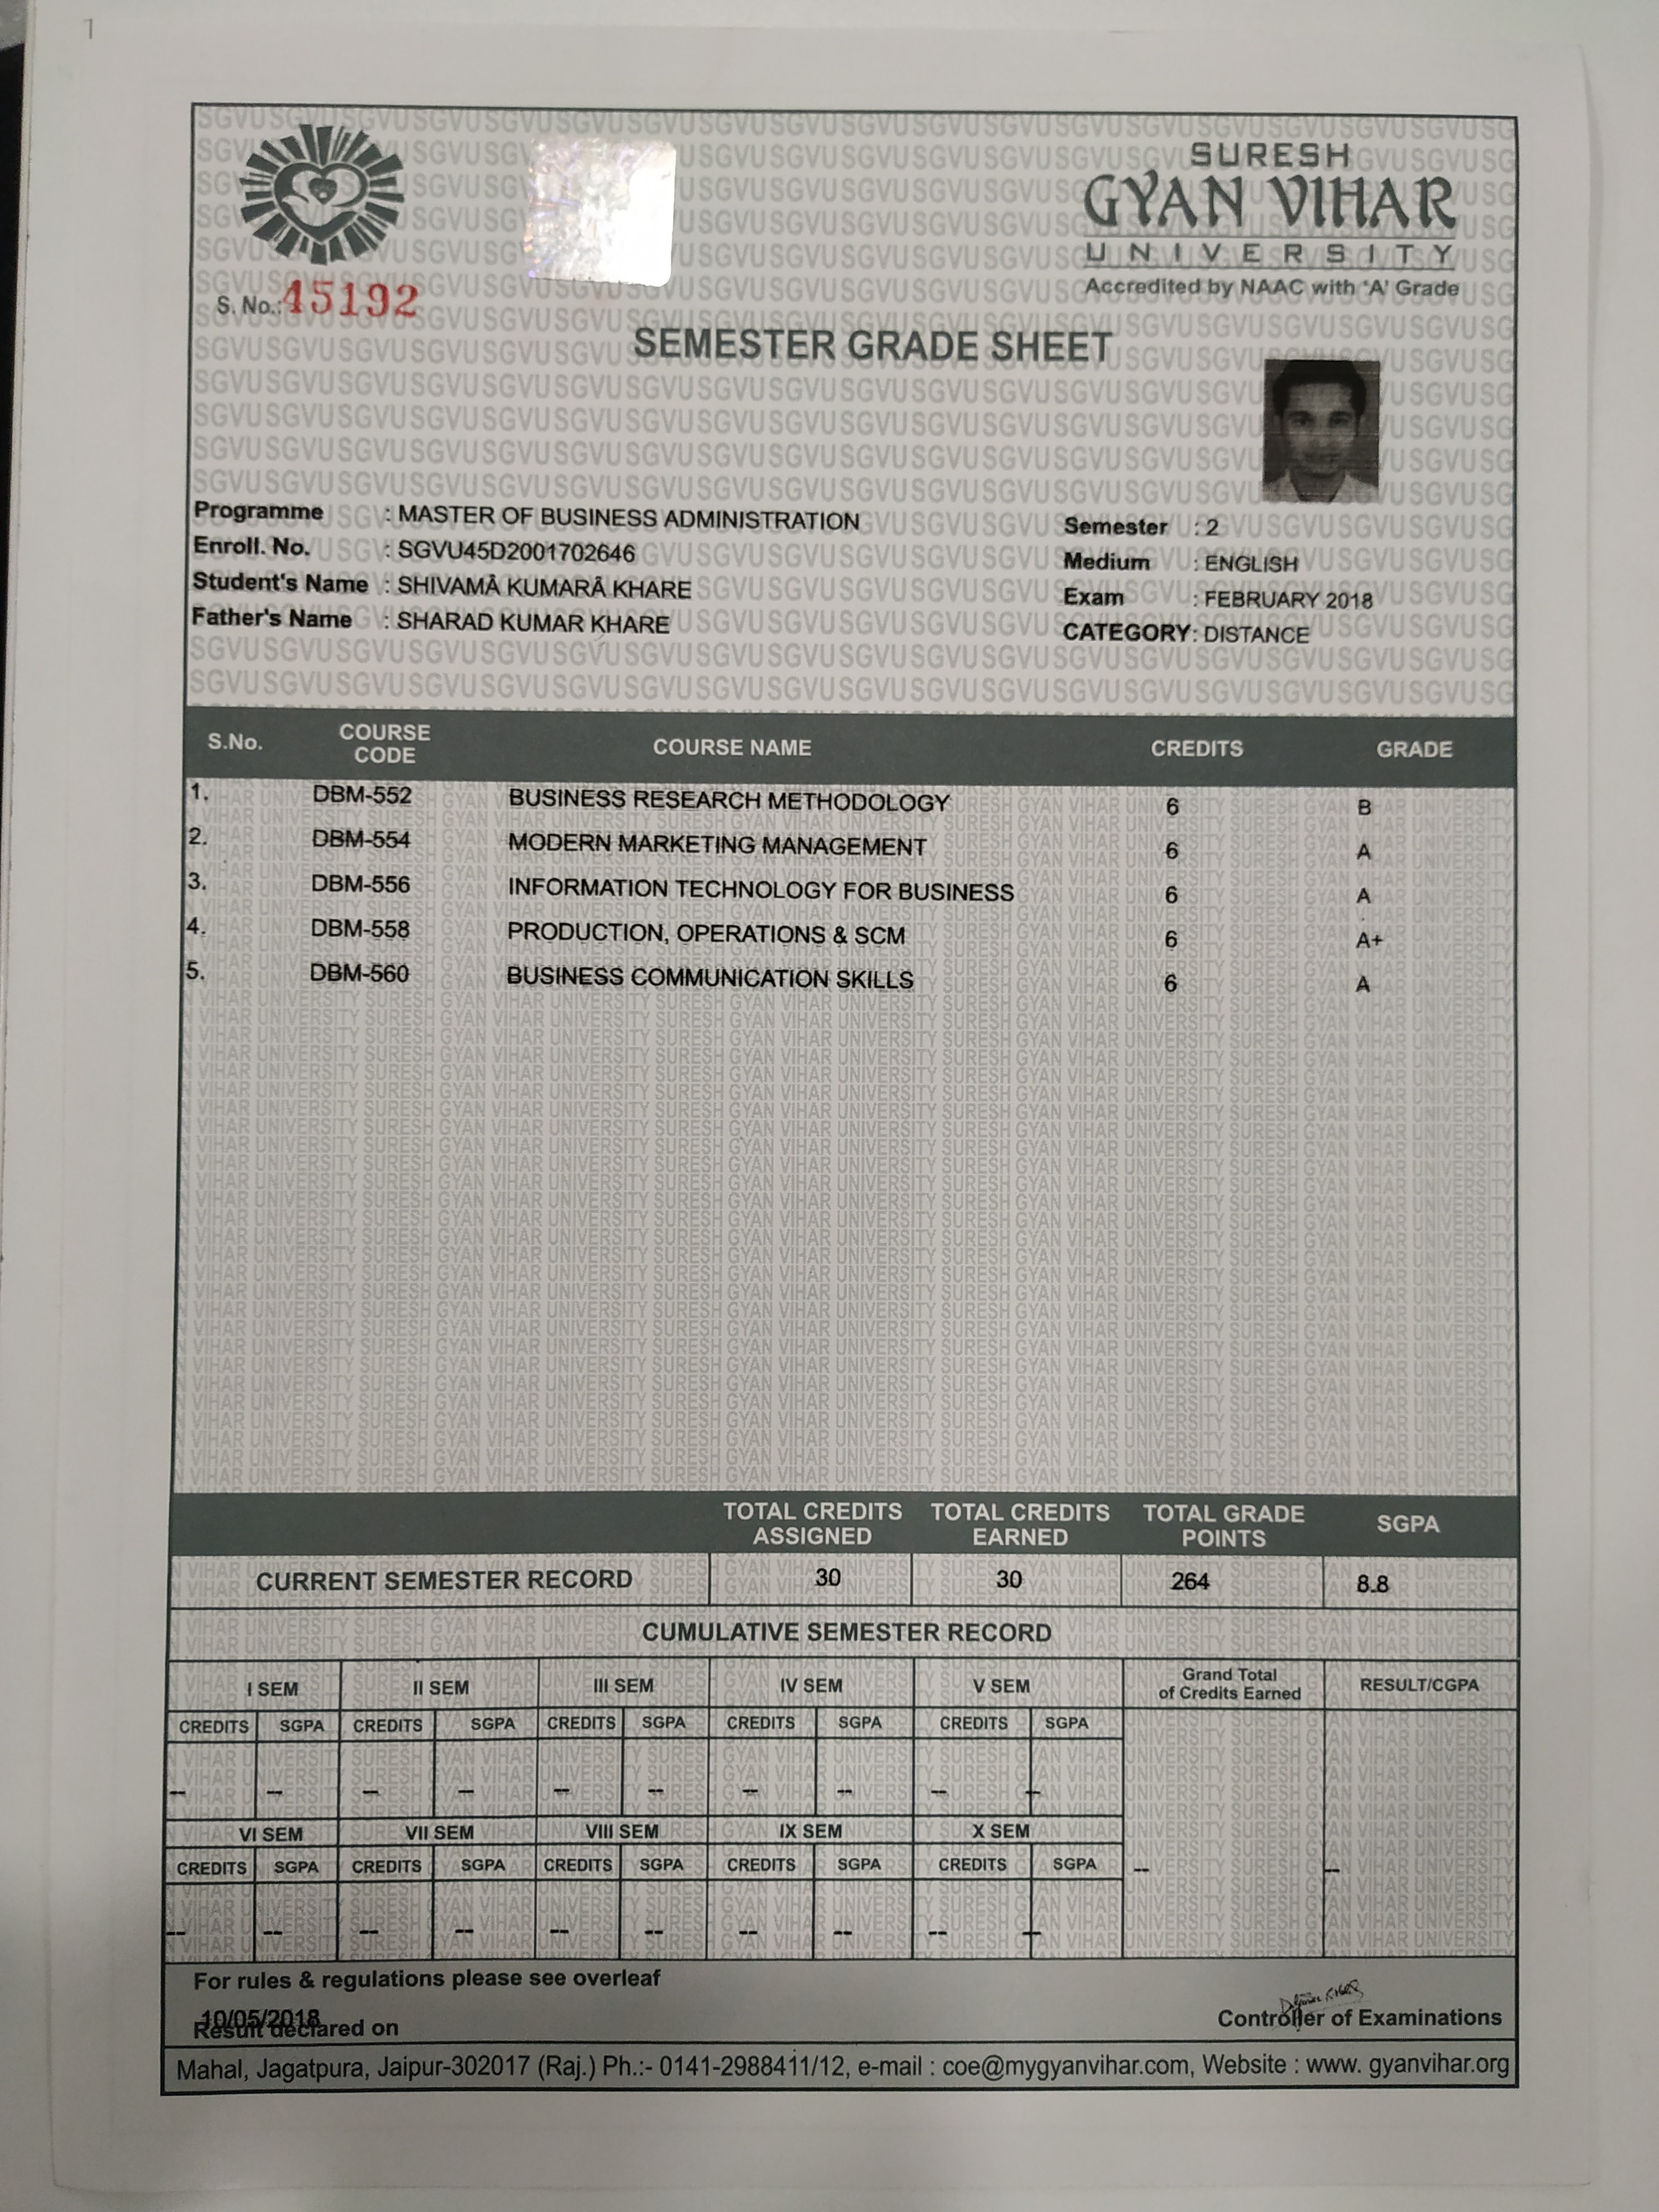 1
SURESH
GYAN VIHAR
UNIVERSITY
Accredited by NAAC with 'A' Grade
S. No.: 45192
SEMESTER GRADE SHEET
Programme : MASTER OF BUSINESS ADMINISTRATION
Enroll. No. : SGVU45D2001702646
Student's Name : SHIVAMÂ KUMARÂ KHARE
Father's Name : SHARAD KUMAR KHARE
Semester : 2
Medium : ENGLISH
Exam : FEBRUARY 2018
CATEGORY: DISTANCE
S.No. COURSE CODE COURSE NAME CREDITS GRADE
1. DBM-552 BUSINESS RESEARCH METHODOLOGY 6 B
2. DBM-554 MODERN MARKETING MANAGEMENT 6 A
3. DBM-556 INFORMATION TECHNOLOGY FOR BUSINESS 6 A
4. DBM-558 PRODUCTION, OPERATIONS & SCM 6 A+
5. DBM-560 BUSINESS COMMUNICATION SKILLS 6 A
TOTAL CREDITS ASSIGNED TOTAL CREDITS EARNED TOTAL GRADE POINTS SGPA
CURRENT SEMESTER RECORD 30 30 264 8.8
CUMULATIVE SEMESTER RECORD
I SEM II SEM III SEM IV SEM V SEM Grand Total of Credits Earned RESULT/CGPA
CREDITS SGPA CREDITS SGPA CREDITS SGPA CREDITS SGPA CREDITS SGPA
-- -- -- -- -- -- -- -- -- --
VI SEM VII SEM VIII SEM IX SEM X SEM
CREDITS SGPA CREDITS SGPA CREDITS SGPA CREDITS SGPA CREDITS SGPA -- --
-- -- -- -- -- -- -- -- -- --
For rules & regulations please see overleaf
10/05/2018
Result declared on
Controller of Examinations
Mahal, Jagatpura, Jaipur-302017 (Raj.) Ph.:- 0141-2988411/12, e-mail : coe@mygyanvihar.com, Website : www. gyanvihar.org